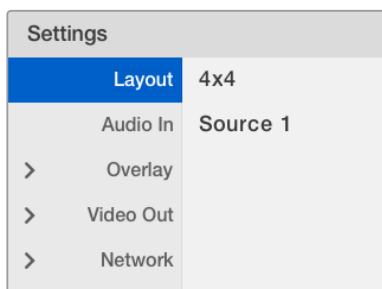 Settings
Layout 4x4
Audio In Source 1
Overlay
Video Out
Network